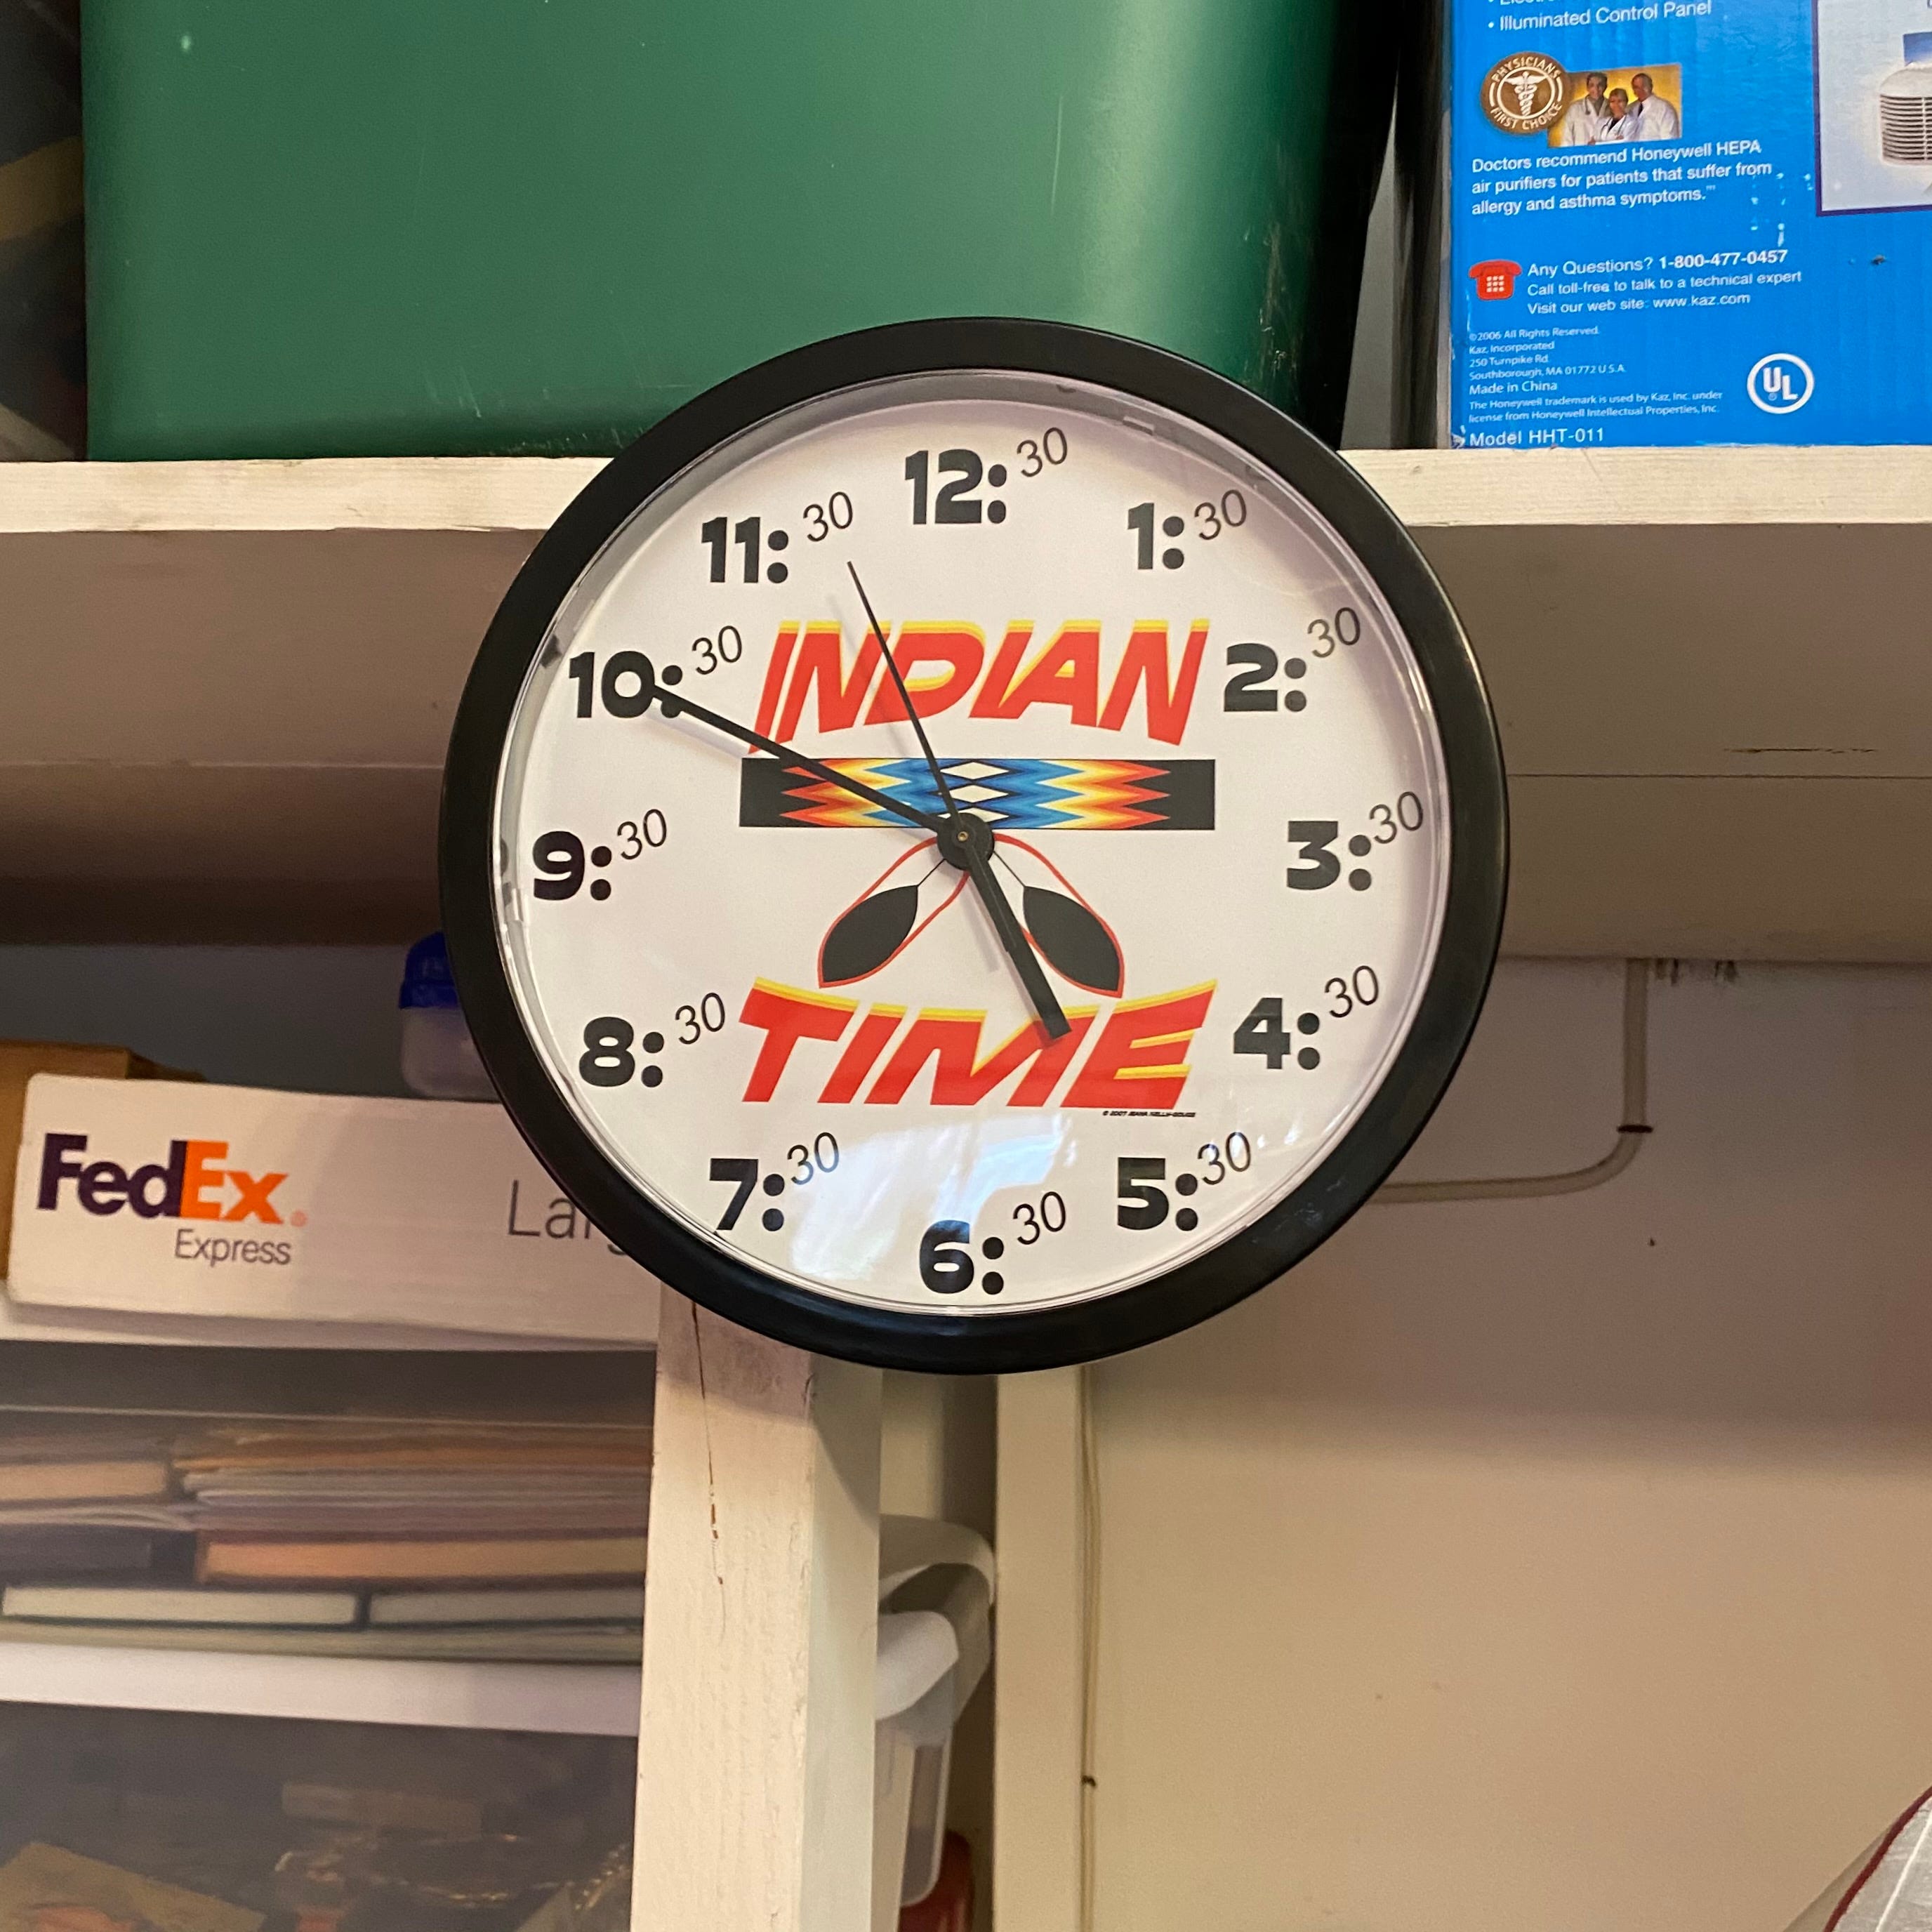 • Illuminated Control Panel
PHYSICIANS
FIRST CHOICE
Doctors recommend Honeywell HEPA
air purifiers for patients that suffer from
allergy and asthma symptoms.™
Any Questions? 1-800-477-0457
Call toll-free to talk to a technical expert
Visit our web site: www.kaz.com
©2006 All Rights Reserved.
Kaz, Incorporated
250 Turnpike Rd.
Southborough, MA 01772 U.S.A.
Made in China
The Honeywell trademark is used by Kaz, Inc. under
license from Honeywell Intellectual Properties, Inc.
Model HHT-011
UL
12:30
11:30
1:30
10:30
2:30
INDIAN
9:30
3:30
8:30
4:30
TIME
7:30
5:30
6:30
FedEx®
Express